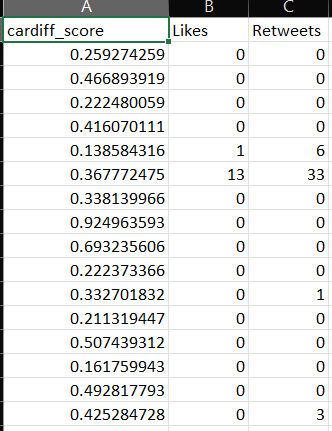 A B C
cardiff_score Likes Retweets
0.259274259 0 0
0.466893919 0 0
0.222480059 0 0
0.416070111 0 0
0.138584316 1 6
0.367772475 13 33
0.338139966 0 0
0.924963593 0 0
0.693235606 0 0
0.222373366 0 0
0.332701832 0 1
0.211319447 0 0
0.507439312 0 0
0.161759943 0 0
0.492817793 0 0
0.425284728 0 3